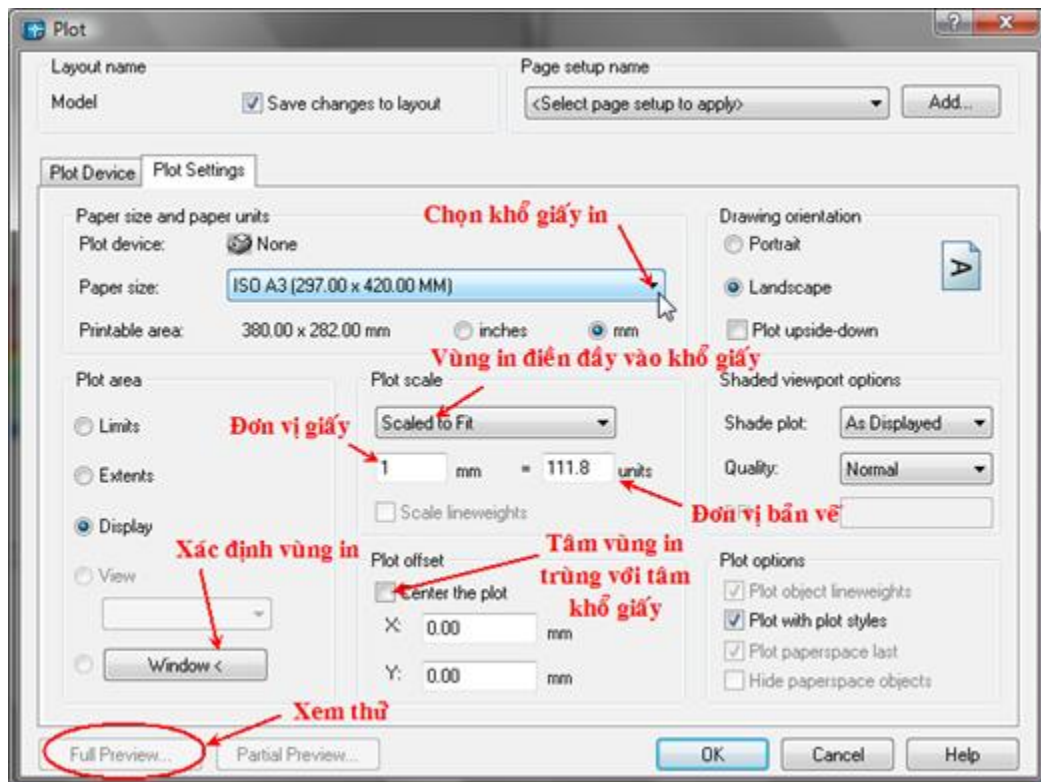 Plot
Layout name
Model
Save changes to layout
Page setup name
<Select page setup to apply>
Add...
Plot Device
Plot Settings
Paper size and paper units
Chọn khổ giấy in
Plot device:
None
Paper size:
ISO A3 (297.00 x 420.00 MM)
Printable area:
380.00 x 282.00 mm
inches
mm
Drawing orientation
Portrait
A
Landscape
Plot upside-down
Vùng in điền đầy vào khổ giấy
Plot area
Limits
Extents
Display
View
Window <
Đơn vị giấy
Xác định vùng in
Plot scale
Scaled to Fit
1 mm = 111.8 units
Scale lineweights
Đơn vị bản vẽ
Plot offset
Tâm vùng in
trùng với tâm
khổ giấy
Center the plot
X: 0.00 mm
Y: 0.00 mm
Shaded viewport options
Shade plot: As Displayed
Quality: Normal
Plot options
Plot object lineweights
Plot with plot styles
Plot paperspace last
Hide paperspace objects
Xem thử
Full Preview...
Partial Preview...
OK
Cancel
Help